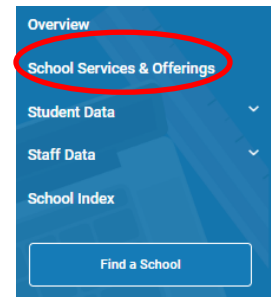 Overview
School Services & Offerings
Student Data
Staff Data
School Index
Find a School